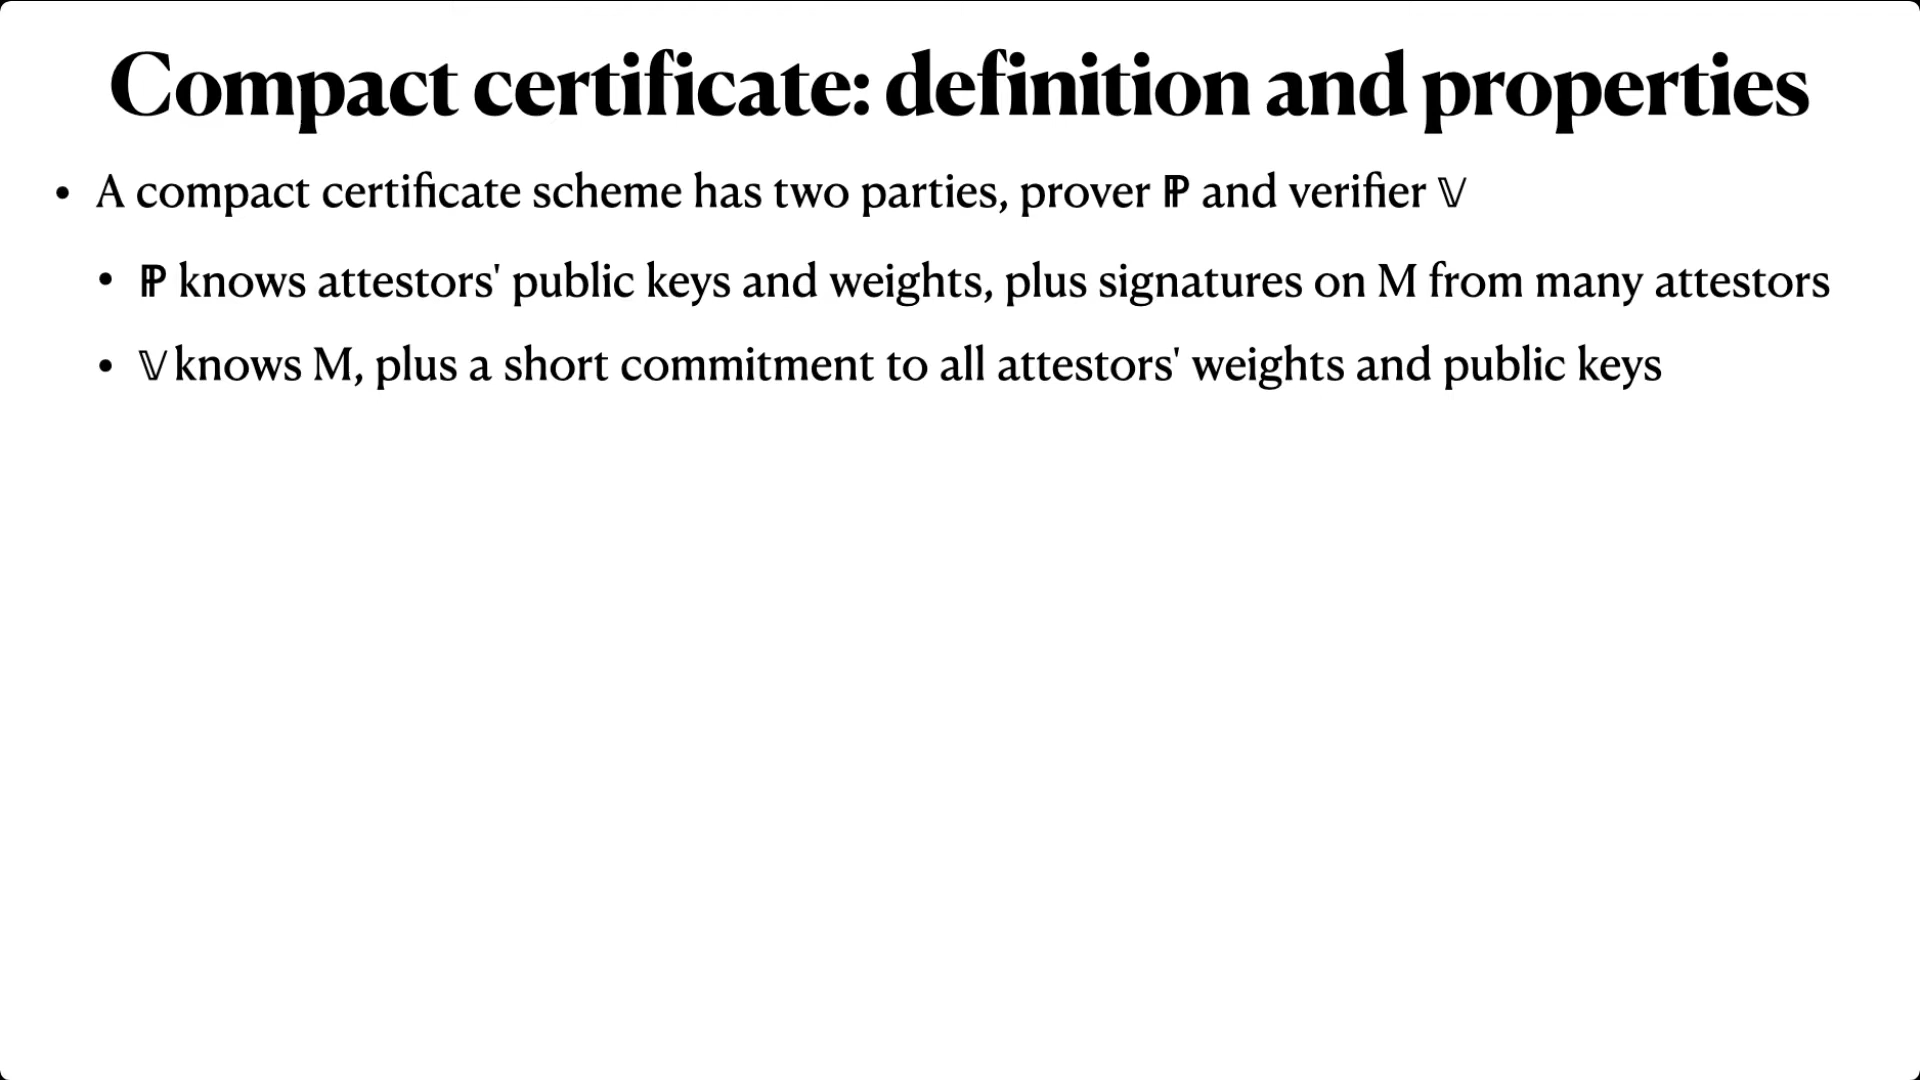 Compact certificate: definition and properties
• A compact certificate scheme has two parties, prover ℙ and verifier 𝕍
• ℙ knows attestors' public keys and weights, plus signatures on M from many attestors
• 𝕍 knows M, plus a short commitment to all attestors' weights and public keys